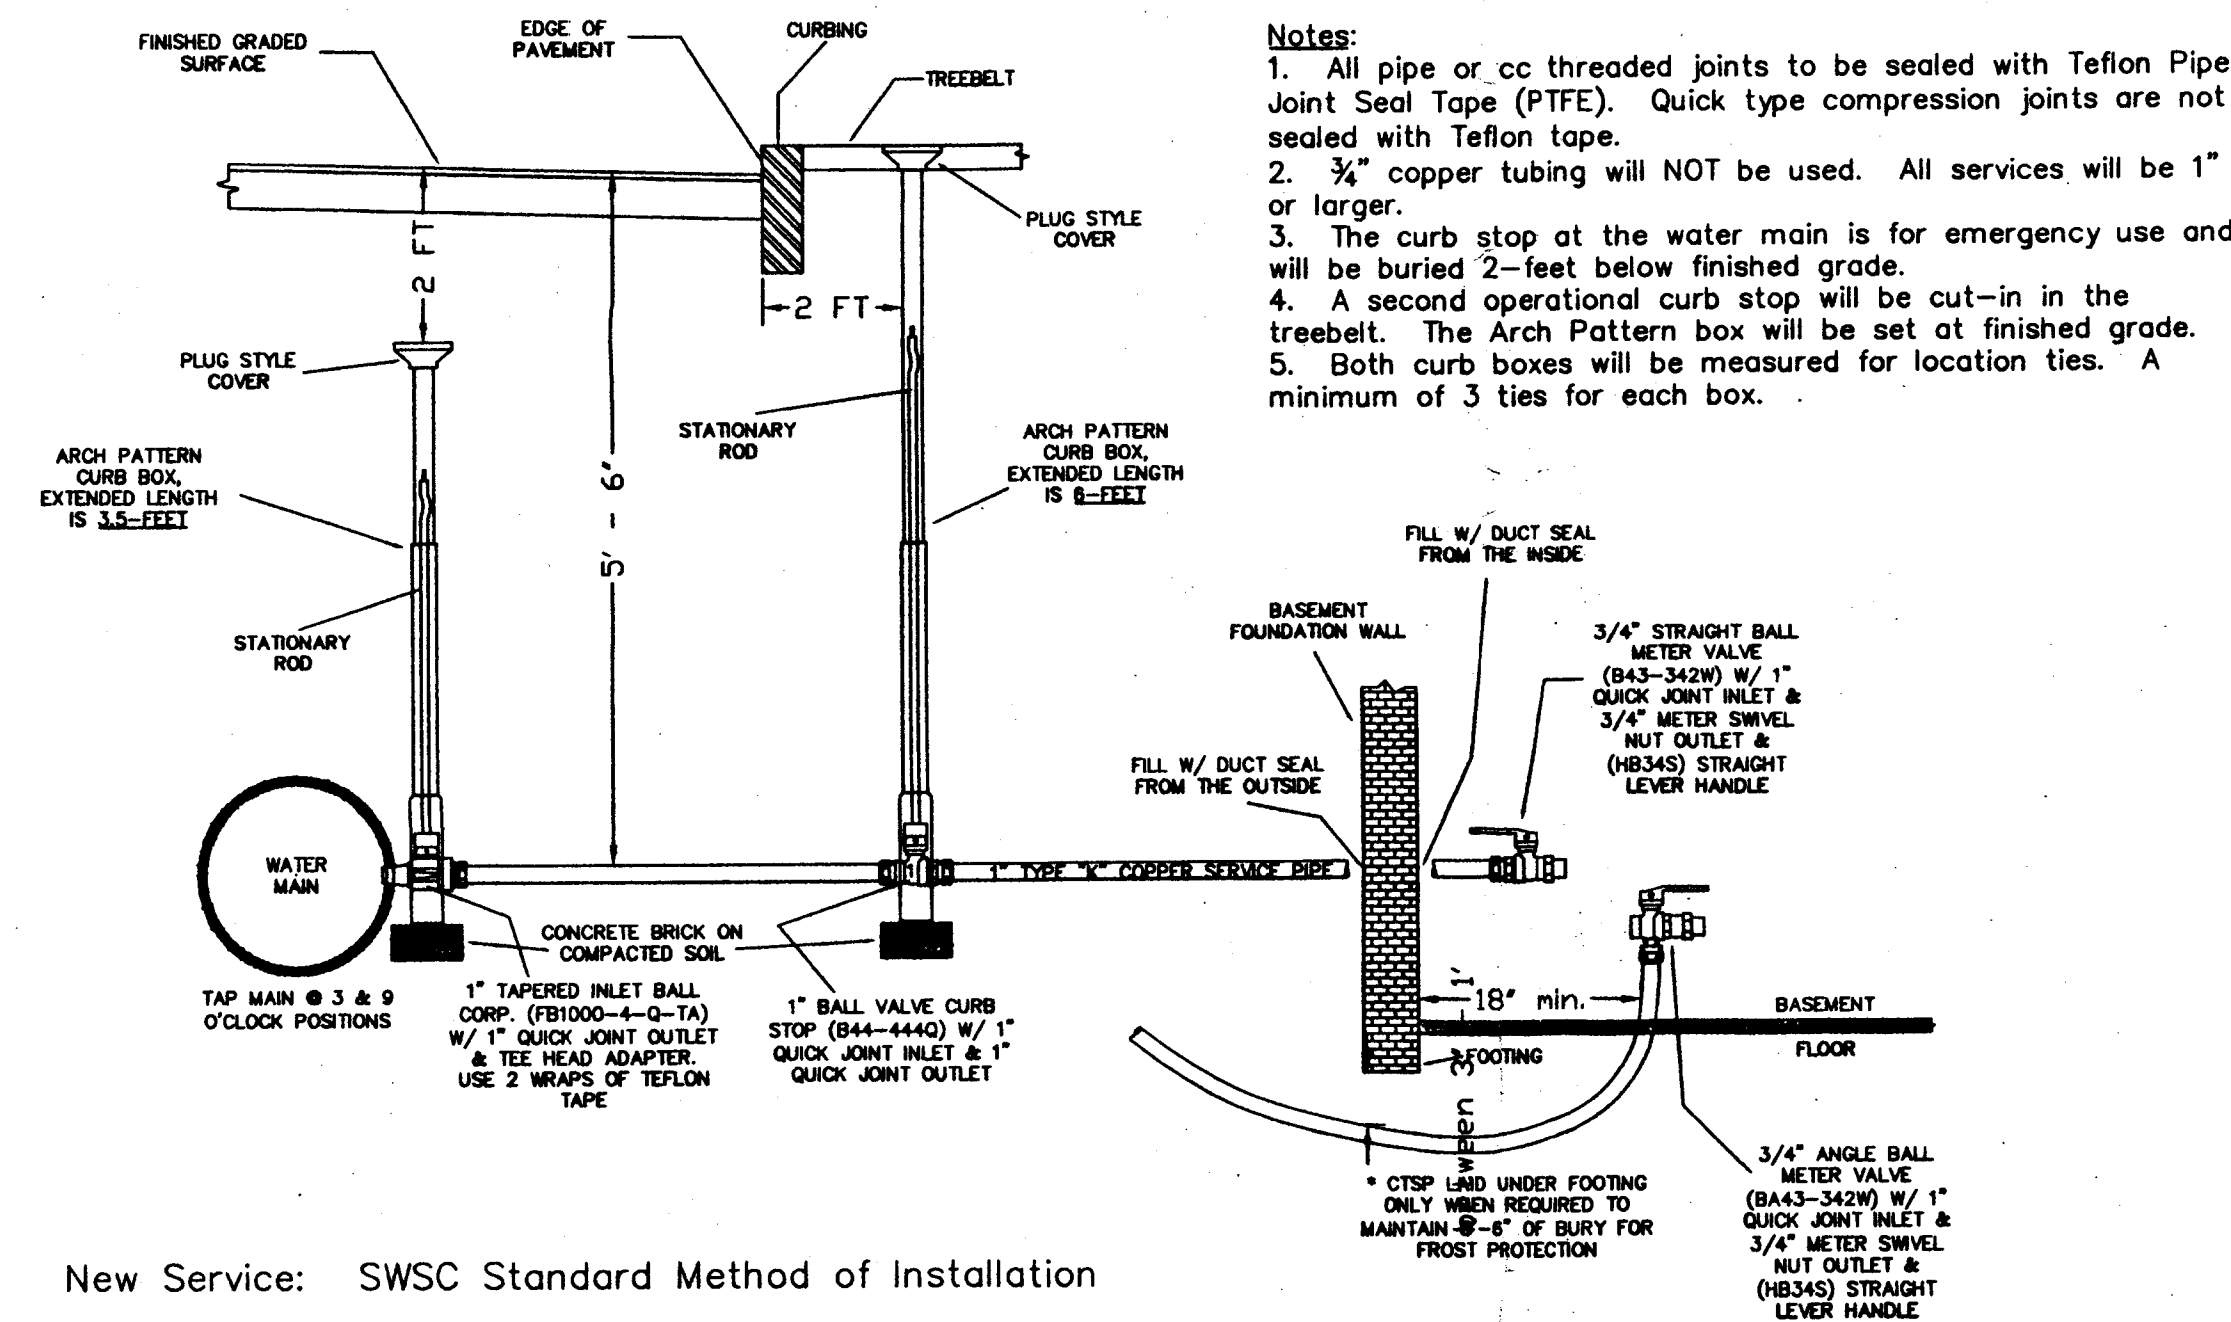 FINISHED GRADED
SURFACE
EDGE OF
PAVEMENT
CURBING
TREEBELT
PLUG STYLE
COVER
2 FT
2 FT
PLUG STYLE
COVER
5' - 6"
STATIONARY
ROD
ARCH PATTERN
CURB BOX,
EXTENDED LENGTH
IS 3.5-FEET
ARCH PATTERN
CURB BOX,
EXTENDED LENGTH
IS 6-FEET
STATIONARY
ROD
WATER
MAIN
TAP MAIN @ 3 & 9
O'CLOCK POSITIONS
CONCRETE BRICK ON
COMPACTED SOIL
1" TAPERED INLET BALL
CORP. (FB1000-4-Q-TA)
W/ 1" QUICK JOINT OUTLET
& TEE HEAD ADAPTER.
USE 2 WRAPS OF TEFLON
TAPE
1" BALL VALVE CURB
STOP (B44-444Q) W/ 1"
QUICK JOINT INLET & 1"
QUICK JOINT OUTLET
1" TYPE "K" COPPER SERVICE PIPE
Notes:
1. All pipe or cc threaded joints to be sealed with Teflon Pipe
Joint Seal Tape (PTFE). Quick type compression joints are not
sealed with Teflon tape.
2. ¾" copper tubing will NOT be used. All services will be 1"
or larger.
3. The curb stop at the water main is for emergency use and
will be buried 2-feet below finished grade.
4. A second operational curb stop will be cut-in in the
treebelt. The Arch Pattern box will be set at finished grade.
5. Both curb boxes will be measured for location ties. A
minimum of 3 ties for each box.
FILL W/ DUCT SEAL
FROM THE INSIDE
BASEMENT
FOUNDATION WALL
FILL W/ DUCT SEAL
FROM THE OUTSIDE
3/4" STRAIGHT BALL
METER VALVE
(B43-342W) W/ 1"
QUICK JOINT INLET &
3/4" METER SWIVEL
NUT OUTLET &
(HB34S) STRAIGHT
LEVER HANDLE
18" min.
1'
BASEMENT
FLOOR
FOOTING
* CTSP LAID UNDER FOOTING
ONLY WHEN REQUIRED TO
MAINTAIN -6" OF BURY FOR
FROST PROTECTION
3/4" ANGLE BALL
METER VALVE
(BA43-342W) W/ 1"
QUICK JOINT INLET &
3/4" METER SWIVEL
NUT OUTLET &
(HB34S) STRAIGHT
LEVER HANDLE
New Service: SWSC Standard Method of Installation